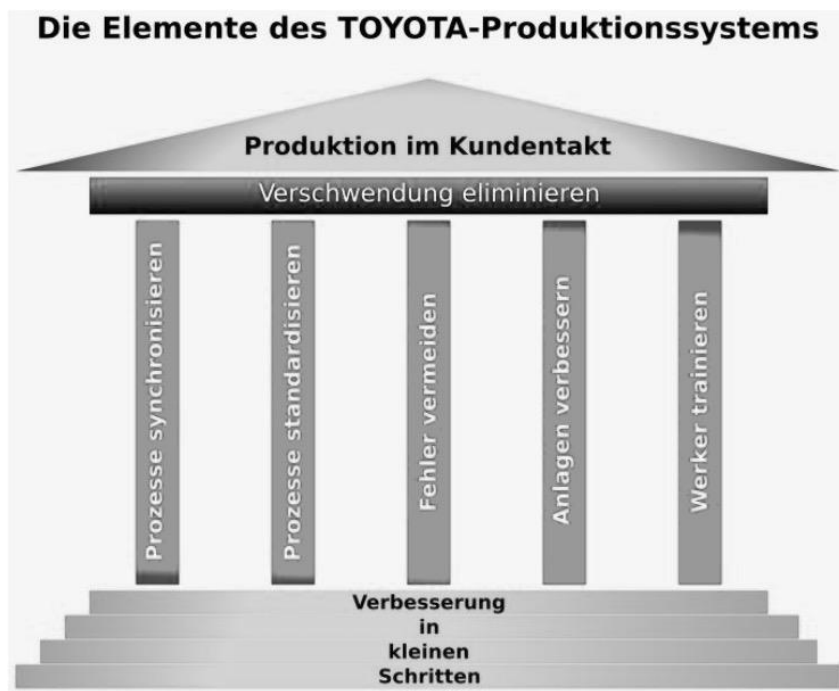 Die Elemente des TOYOTA-Produktionssystems
Produktion im Kundentakt
Verschwendung eliminieren
Prozesse synchronisieren
Prozesse standardisieren
Fehler vermeiden
Anlagen verbessern
Werker trainieren
Verbesserung
in
kleinen
Schritten